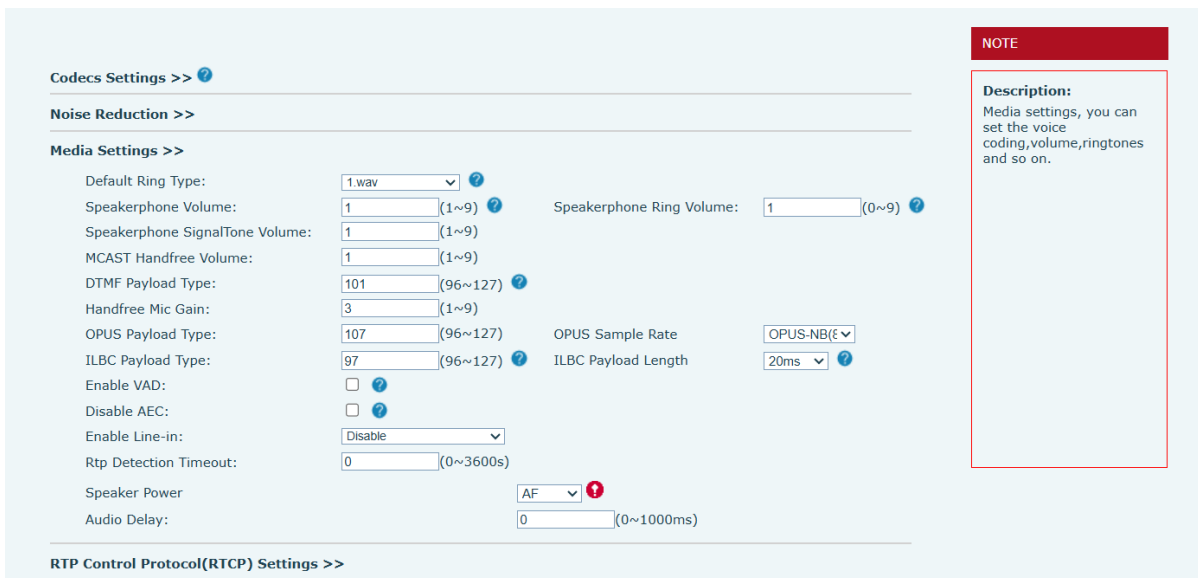 NOTE
Codecs Settings >>
Noise Reduction >>
Media Settings >>
Default Ring Type: 1.wav
Speakerphone Volume: 1 (1~9) Speakerphone Ring Volume: 1 (0~9)
Speakerphone SignalTone Volume: 1 (1~9)
MCAST Handfree Volume: 1 (1~9)
DTMF Payload Type: 101 (96~127)
Handfree Mic Gain: 3 (1~9)
OPUS Payload Type: 107 (96~127) OPUS Sample Rate OPUS-NB(
ILBC Payload Type: 97 (96~127) ILBC Payload Length 20ms
Enable VAD:
Disable AEC:
Enable Line-in: Disable
Rtp Detection Timeout: 0 (0~3600s)
Speaker Power AF
Audio Delay: 0 (0~1000ms)
RTP Control Protocol(RTCP) Settings >>
Description:
Media settings, you can
set the voice
coding,volume,ringtones
and so on.